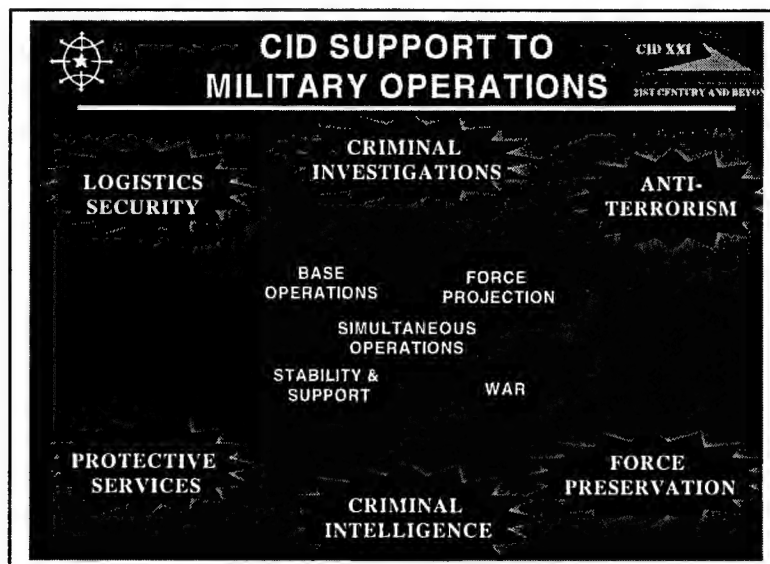 CID SUPPORT TO
MILITARY OPERATIONS
CID XXI
21ST CENTURY AND BEYON
CRIMINAL
INVESTIGATIONS
LOGISTICS
SECURITY
ANTI-
TERRORISM
BASE
OPERATIONS
FORCE
PROJECTION
SIMULTANEOUS
OPERATIONS
STABILITY &
SUPPORT
WAR
PROTECTIVE
SERVICES
FORCE
PRESERVATION
CRIMINAL
INTELLIGENCE